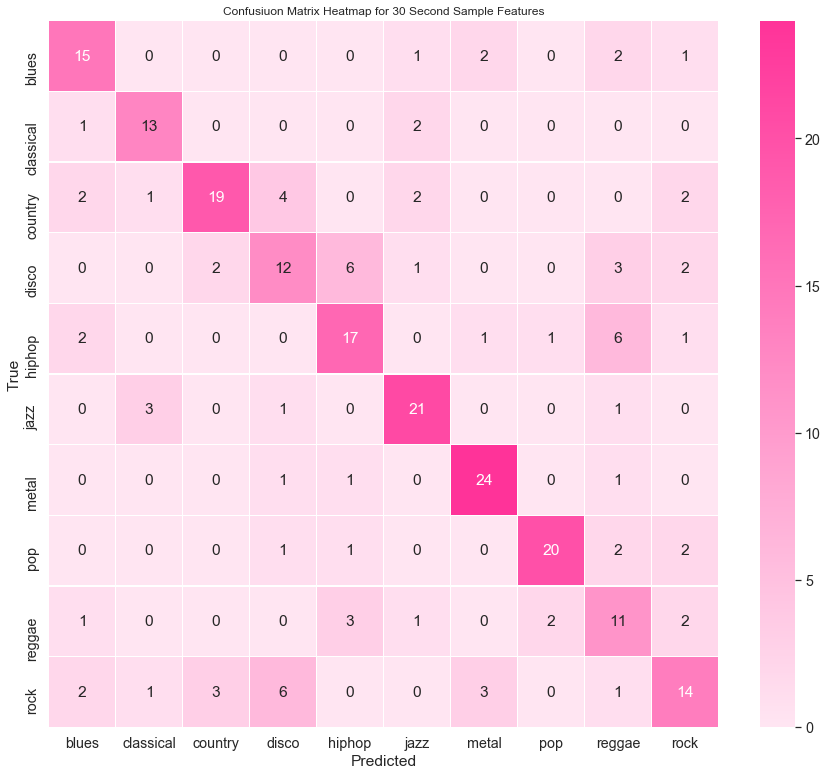 Confusiuon Matrix Heatmap for 30 Second Sample Features
blues 15 0 0 0 1 2 0 2 1
classical 1 13 0 0 0 2 0 0 0 0
country 2 1 19 4 0 2 0 0 0 2
disco 0 0 2 12 6 1 0 0 3 2
hiphop 2 0 0 0 17 0 1 1 6 1
jazz 0 3 0 1 0 21 0 0 1 0
metal 0 0 0 1 1 0 24 0 1 0
pop 0 0 0 1 1 0 0 20 2 2
reggae 1 0 0 0 3 1 0 2 11 2
rock 2 1 3 6 0 0 3 0 1 14
True
blues classical country disco hiphop jazz metal pop reggae rock
Predicted
20
15
10
5
0